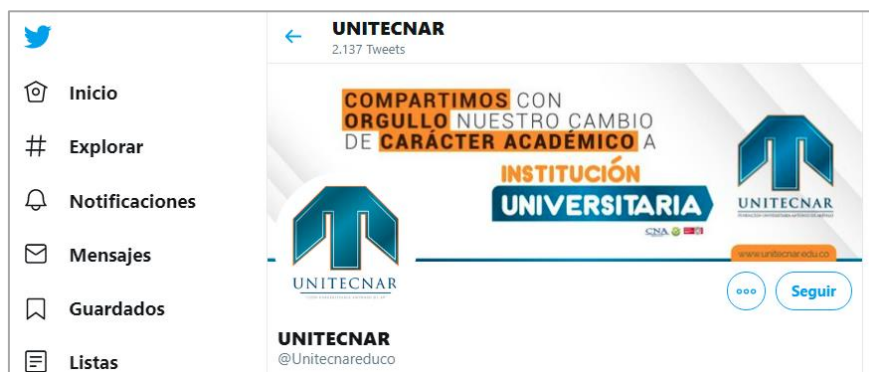 UNITECNAR
2.137 Tweets
Inicio
Explorar
Notificaciones
Mensajes
Guardados
Listas
COMPARTIMOS CON
ORGULLO NUESTRO CAMBIO
DE CARÁCTER ACADÉMICO A
INSTITUCIÓN
UNIVERSITARIA
CNA
UNITECNAR
www.unitecnar.edu.co
UNITECNAR
Seguir
UNITECNAR
@Unitecnareduco